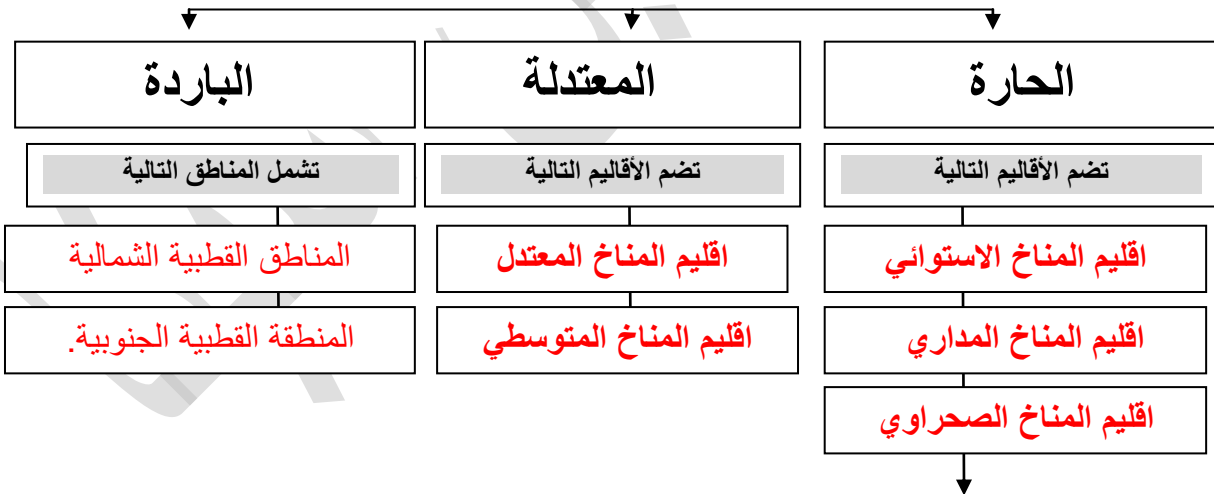 الحارة
المعتدلة
الباردة
تضم الأقاليم التالية
تضم الأقاليم التالية
تشمل المناطق التالية
اقليم المناخ الاستوائي
اقليم المناخ المعتدل
المناطق القطبية الشمالية
اقليم المناخ المداري
اقليم المناخ المتوسطي
المنطقة القطبية الجنوبية.
اقليم المناخ الصحراوي